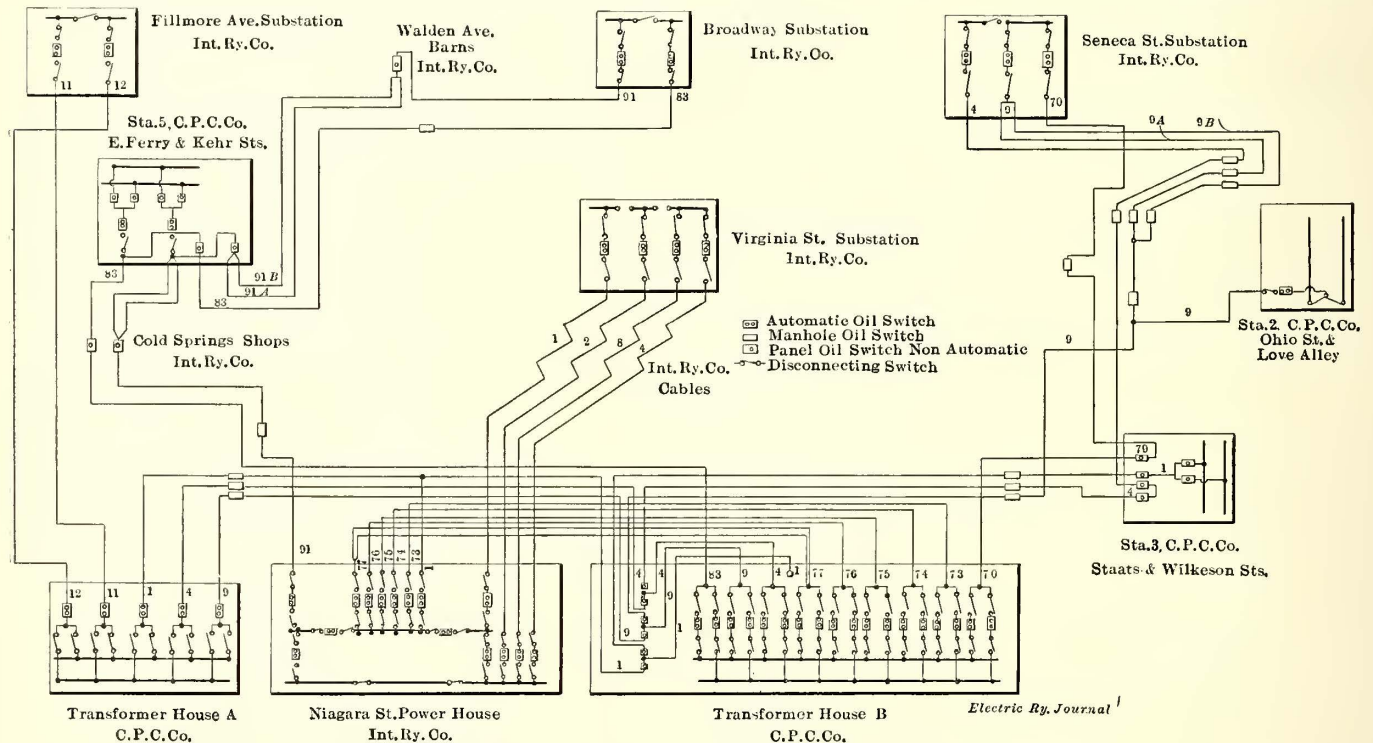 Fillmore Ave.Substation
Int.Ry.Co.
11
12
Walden Ave.
Barns
Int.Ry.Co.
Broadway Substation
Int.Ry.Co.
91
83
Seneca St.Substation
Int.Ry.Co.
4
9
70
9A
9B
Sta.5, C.P.C.Co.
E.Ferry & Kehr Sts.
83
91B
91A
83
Cold Springs Shops
Int.Ry.Co.
Virginia St. Substation
Int.Ry.Co.
1
2
8
4
Int.Ry.Co.
Cables
Automatic Oil Switch
Manhole Oil Switch
Panel Oil Switch Non Automatic
Disconnecting Switch
9
9
Sta.2 C.P.C.Co.
Ohio St.&
Love Alley
79
1
4
Sta.3, C.P.C.Co.
Staats & Wilkeson Sts.
12
11
1
4
9
Transformer House A
C.P.C.Co.
91
77
76
75
74
73
1
Niagara St.Power House
Int.Ry.Co.
4
4
9
9
1
1
83
9
4
1
77
76
75
74
73
70
Transformer House B
C.P.C.Co.
Electric Ry. Journal